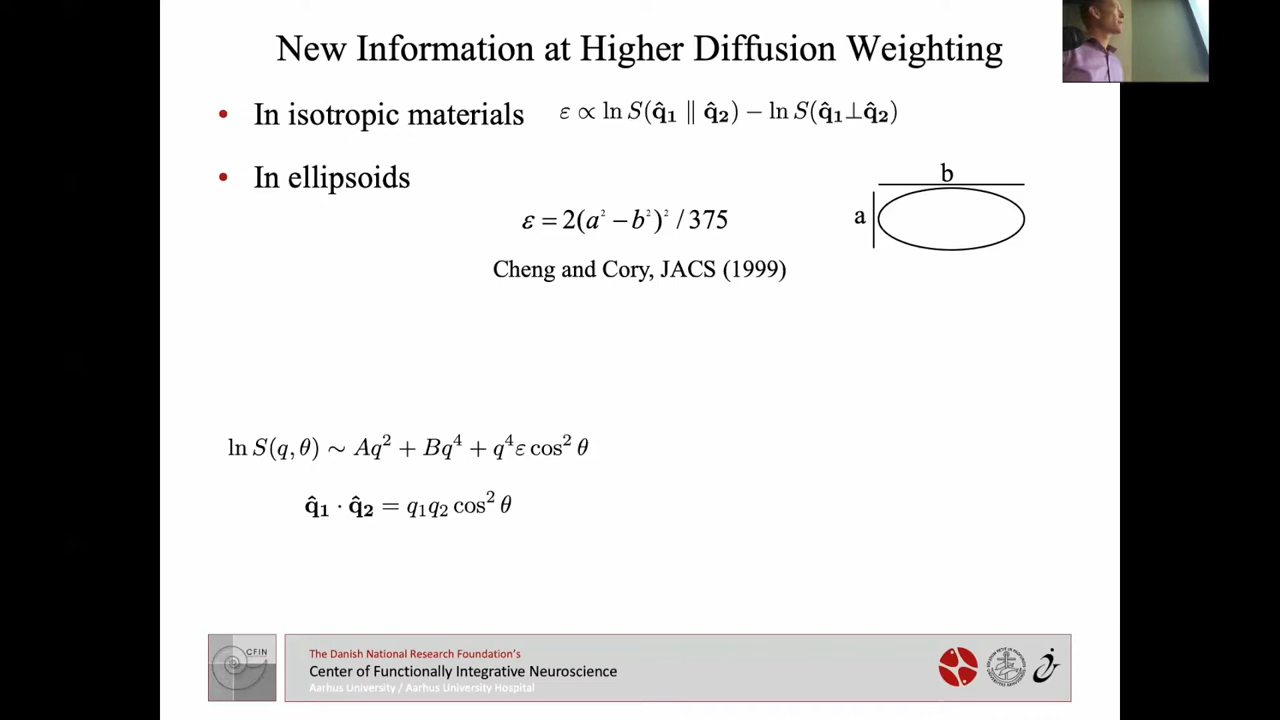 New Information at Higher Diffusion Weighting
• In isotropic materials ε ∝ ln S(q̂₁ ∥ q̂₂) − ln S(q̂₁⊥q̂₂)
• In ellipsoids
b
a
ε = 2(a² − b²)² / 375
Cheng and Cory, JACS (1999)
ln S(q, θ) ∼ Aq² + Bq⁴ + q⁴ε cos² θ
q̂₁ · q̂₂ = q₁q₂ cos² θ
CFIN
The Danish National Research Foundation's
Center of Functionally Integrative Neuroscience
Aarhus University / Aarhus University Hospital